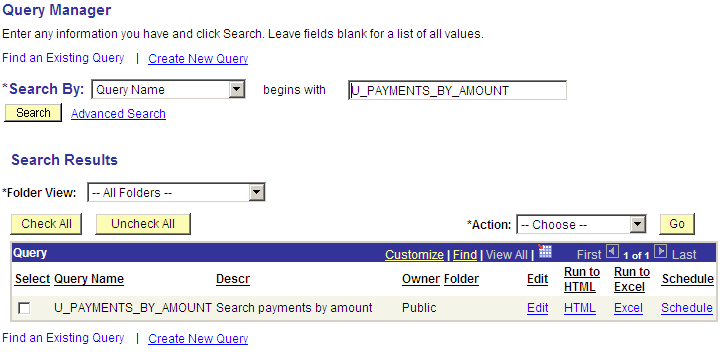 Query Manager
Enter any information you have and click Search. Leave fields blank for a list of all values.
Find an Existing Query | Create New Query
*Search By: Query Name begins with U_PAYMENTS_BY_AMOUNT
Search Advanced Search
Search Results
*Folder View: -- All Folders --
Check All Uncheck All *Action: -- Choose -- Go
Query Customize | Find | View All | First 1 of 1 Last
Select Query Name Descr Owner Folder Edit Run to HTML Run to Excel Schedule
U_PAYMENTS_BY_AMOUNT Search payments by amount Public Edit HTML Excel Schedule
Find an Existing Query | Create New Query